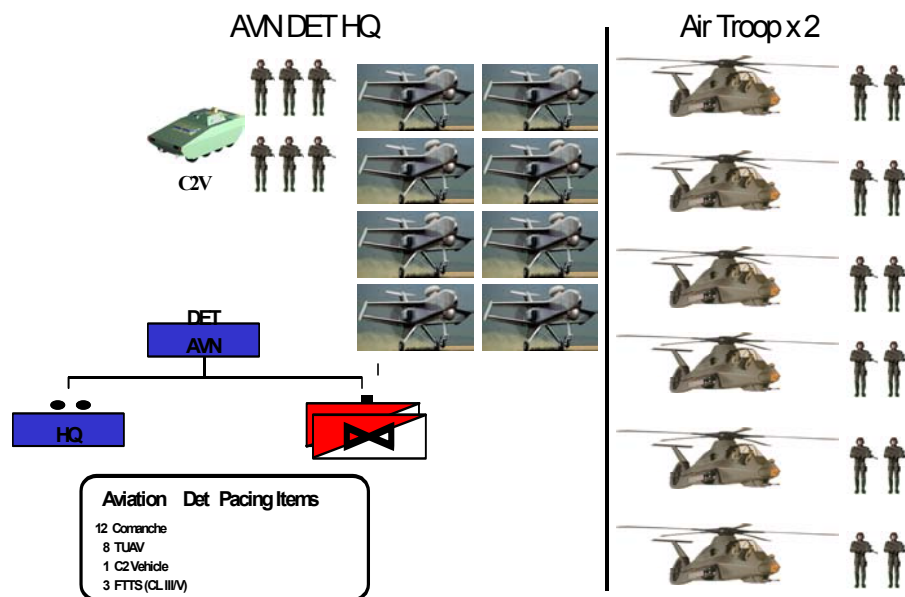 AVN DET HQ
Air Troop x 2
C2V
DET
AVN
HQ
Aviation Det Pacing Items
12 Comanche
8 TUAV
1 C2 Vehicle
3 FTTS (CL III/V)